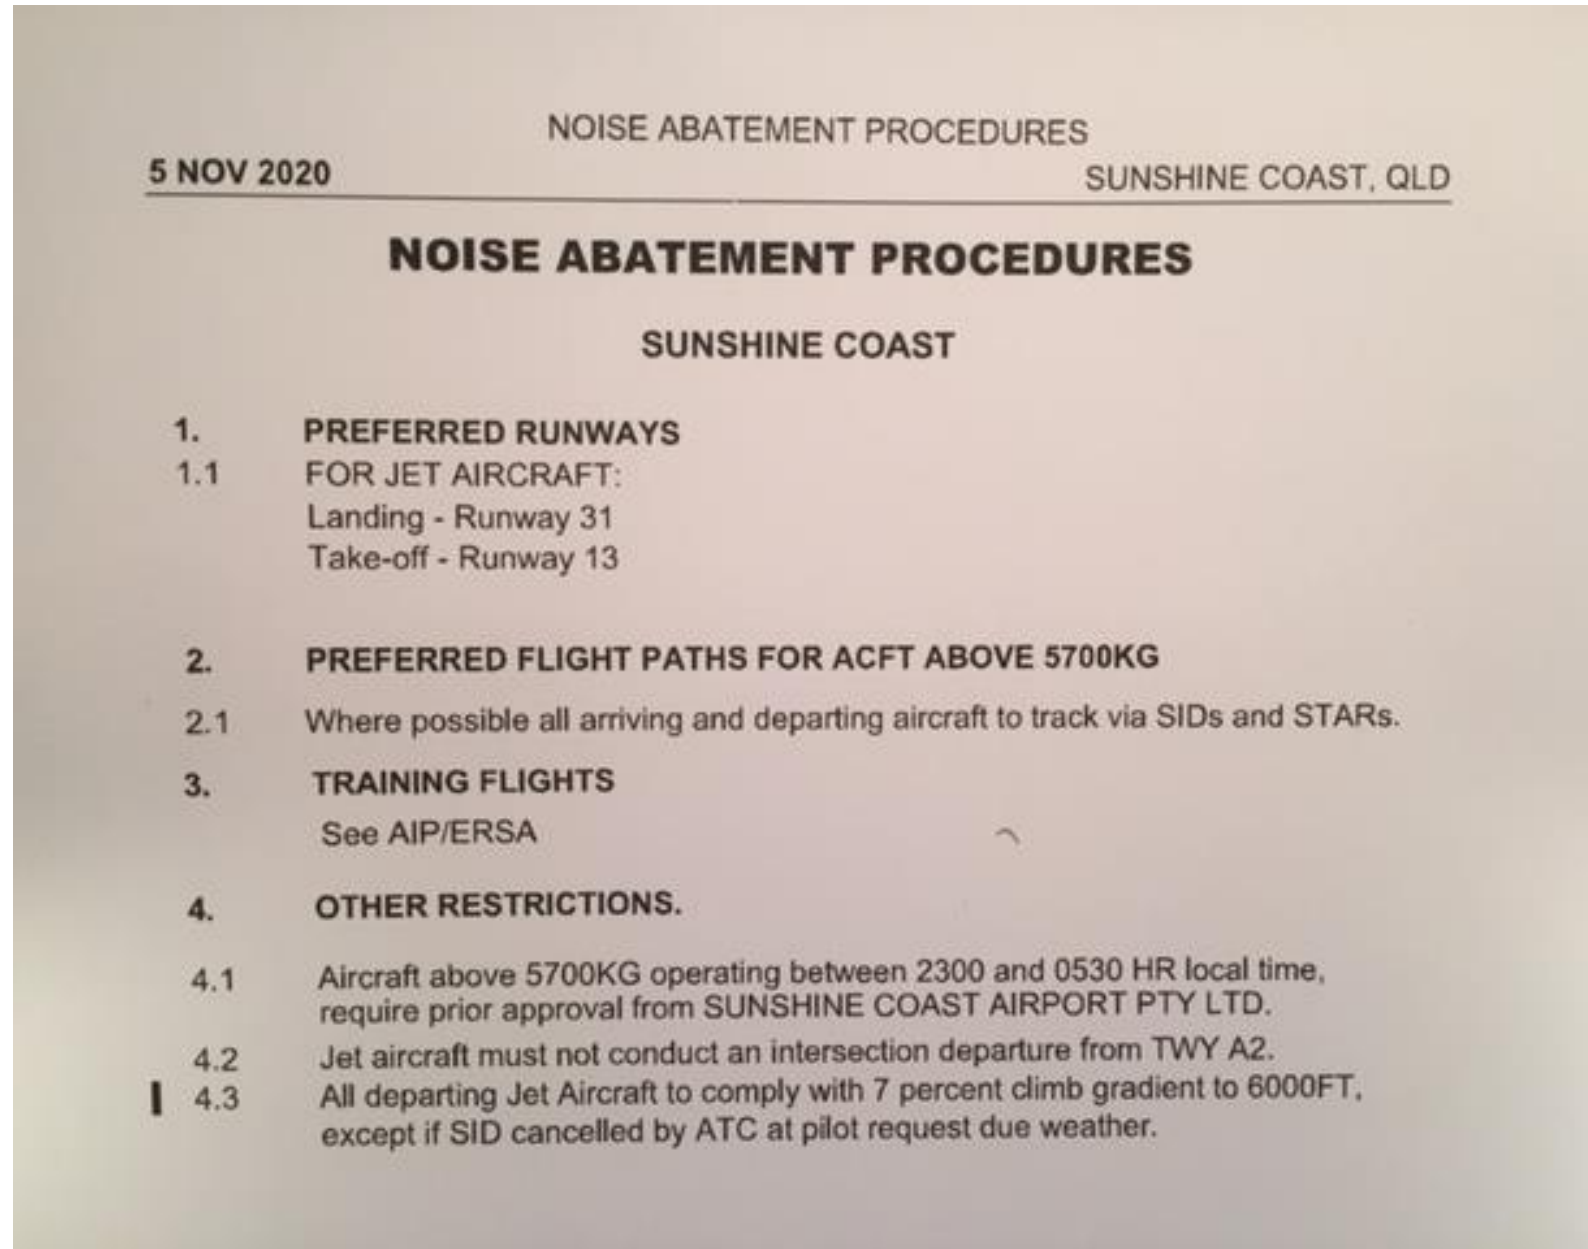 NOISE ABATEMENT PROCEDURES
5 NOV 2020 SUNSHINE COAST, QLD
NOISE ABATEMENT PROCEDURES
SUNSHINE COAST
1. PREFERRED RUNWAYS
1.1 FOR JET AIRCRAFT:
Landing - Runway 31
Take-off - Runway 13
2. PREFERRED FLIGHT PATHS FOR ACFT ABOVE 5700KG
2.1 Where possible all arriving and departing aircraft to track via SIDs and STARs.
3. TRAINING FLIGHTS
See AIP/ERSA
4. OTHER RESTRICTIONS.
4.1 Aircraft above 5700KG operating between 2300 and 0530 HR local time,
require prior approval from SUNSHINE COAST AIRPORT PTY LTD.
4.2 Jet aircraft must not conduct an intersection departure from TWY A2.
4.3 All departing Jet Aircraft to comply with 7 percent climb gradient to 6000FT,
except if SID cancelled by ATC at pilot request due weather.